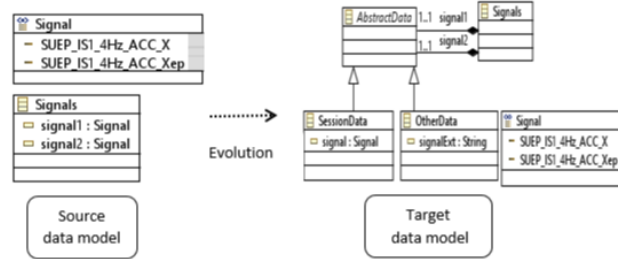 Signal
SUEP_IS1_4Hz_ACC_X
SUEP_IS1_4Hz_ACC_Xep
Signals
signal1 : Signal
signal2 : Signal
Source
data model
Evolution
AbstractData
1..1 signal1
1..1 signal2
Signals
SessionData
signal : Signal
OtherData
signalExt : String
Signal
SUEP_IS1_4Hz_ACC_X
SUEP_IS1_4Hz_ACC_Xep
Target
data model